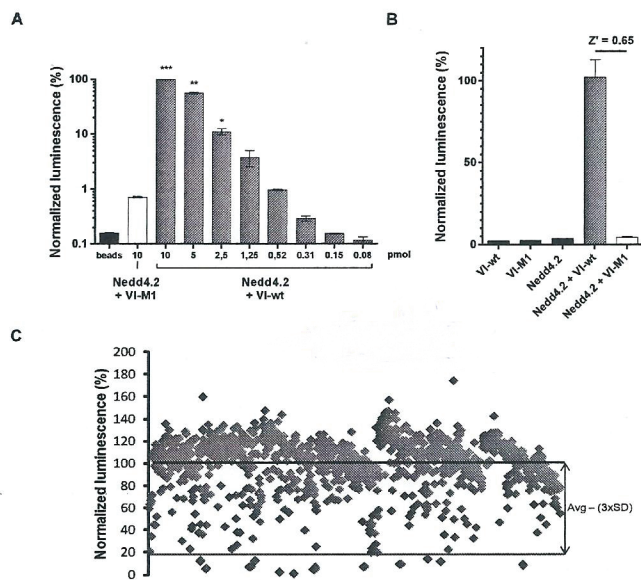 A
Normalized luminescence (%)
100
10
1
0.1
***
**
*
beads 10 10 5 2,5 1,25 0,52 0.31 0.15 0.08 pmol
Nedd4.2
+ VI-M1
Nedd4.2
+ VI-wt
B
Z' = 0.65
Normalized luminescence (%)
100
50
0
VI-wt
VI-M1
Nedd4.2
Nedd4.2 + VI-wt
Nedd4.2 + VI-M1
C
Normalized luminescence (%)
200
180
160
140
120
100
80
60
40
20
0
Avg – (3xSD)